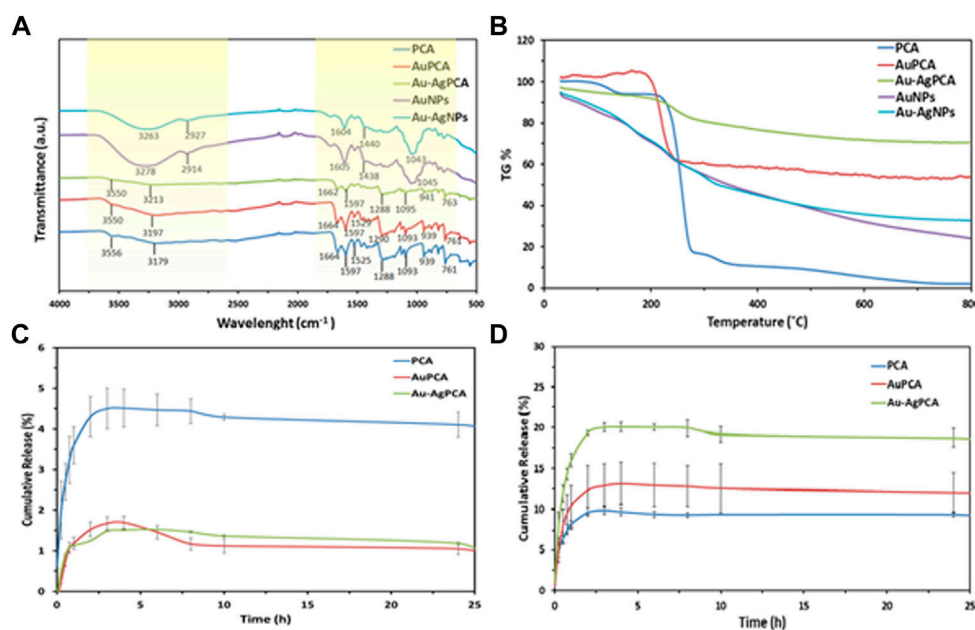 A
Transmittance (a.u.)
PCA
AuPCA
Au-AgPCA
AuNPs
Au-AgNPs
3263
2927
1604
1440
1043
3278
2914
1605
1438
1045
3550
3213
1662
1597
1288
1095
941
763
3550
3197
1664
1597
1529
1290
1093
939
761
3556
3179
1664
1597
1525
1288
1093
939
761
4000 3500 3000 2500 2000 1500 1000 500
Wavelenght (cm⁻¹)
B
TG %
120
100
80
60
40
20
0
PCA
AuPCA
Au-AgPCA
AuNPs
Au-AgNPs
0 200 400 600 800
Temperature (°C)
C
Cumulative Release (%)
6
5
4
3
2
1
0
PCA
AuPCA
Au-AgPCA
0 5 10 15 20 25
Time (h)
D
Cumulative Release (%)
30
25
20
15
10
5
0
PCA
AuPCA
Au-AgPCA
0 5 10 15 20 25
Time (h)